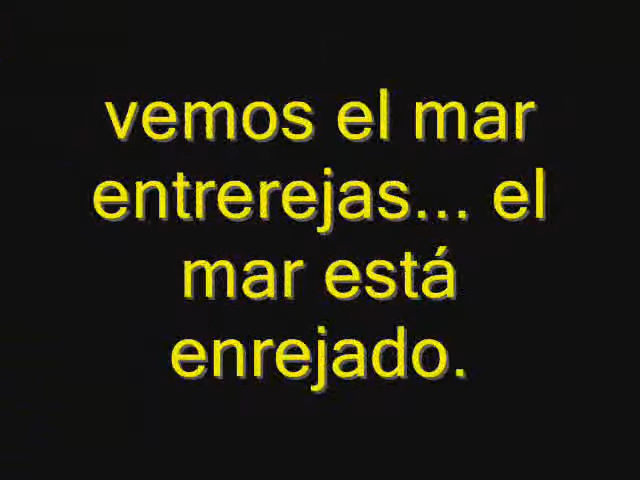 vemos el mar
entrerejas... el
mar está
enrejado.